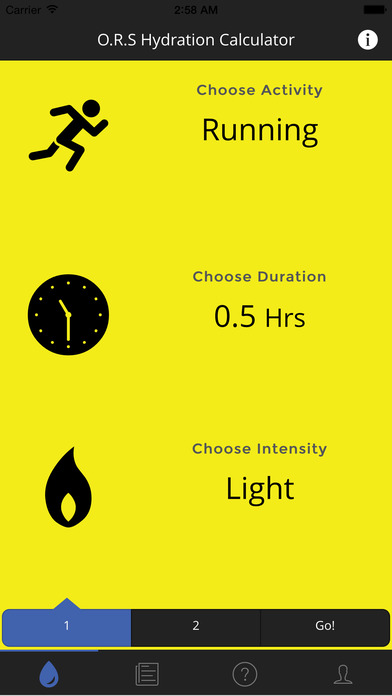 Carrier 2:58 AM
O.R.S Hydration Calculator i
Choose Activity
Running
Choose Duration
0.5 Hrs
Choose Intensity
Light
1 2 Go!
?